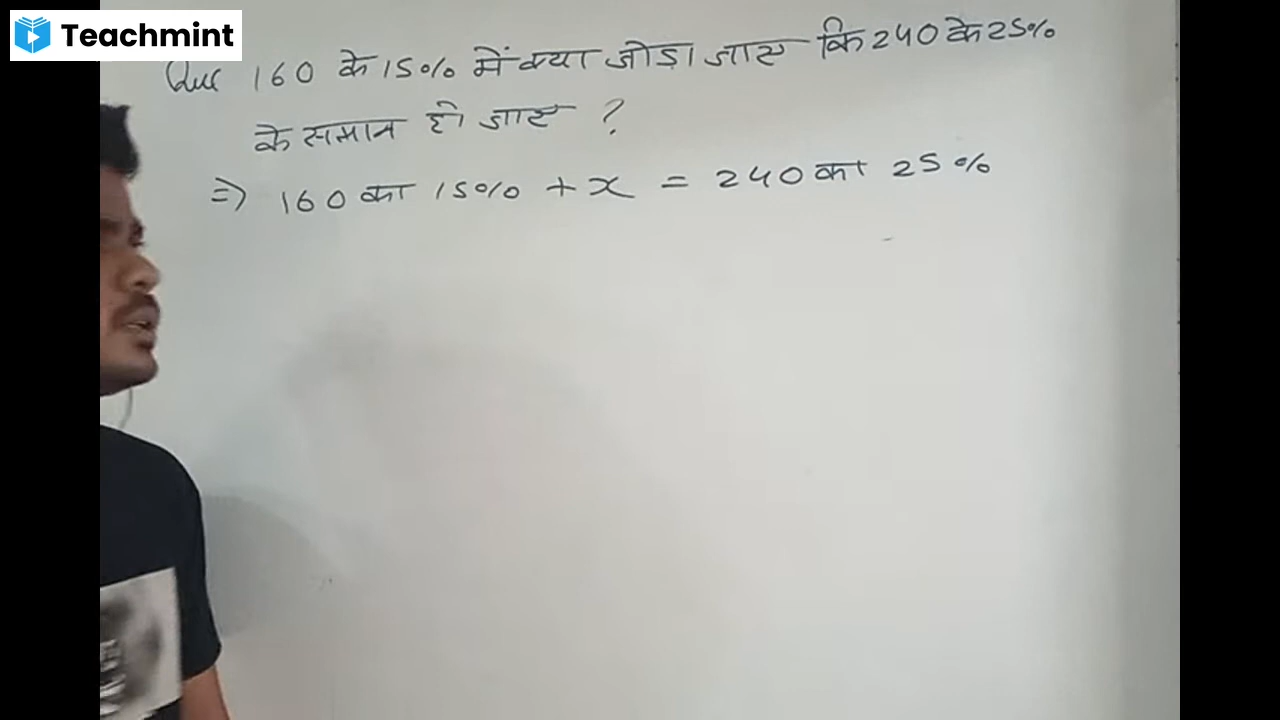 Teachmint
Que 160 के 15% में क्या जोड़ा जाए कि 240 के 25%
के समान हो जाए ?
=> 160 का 15% + x = 240 का 25%